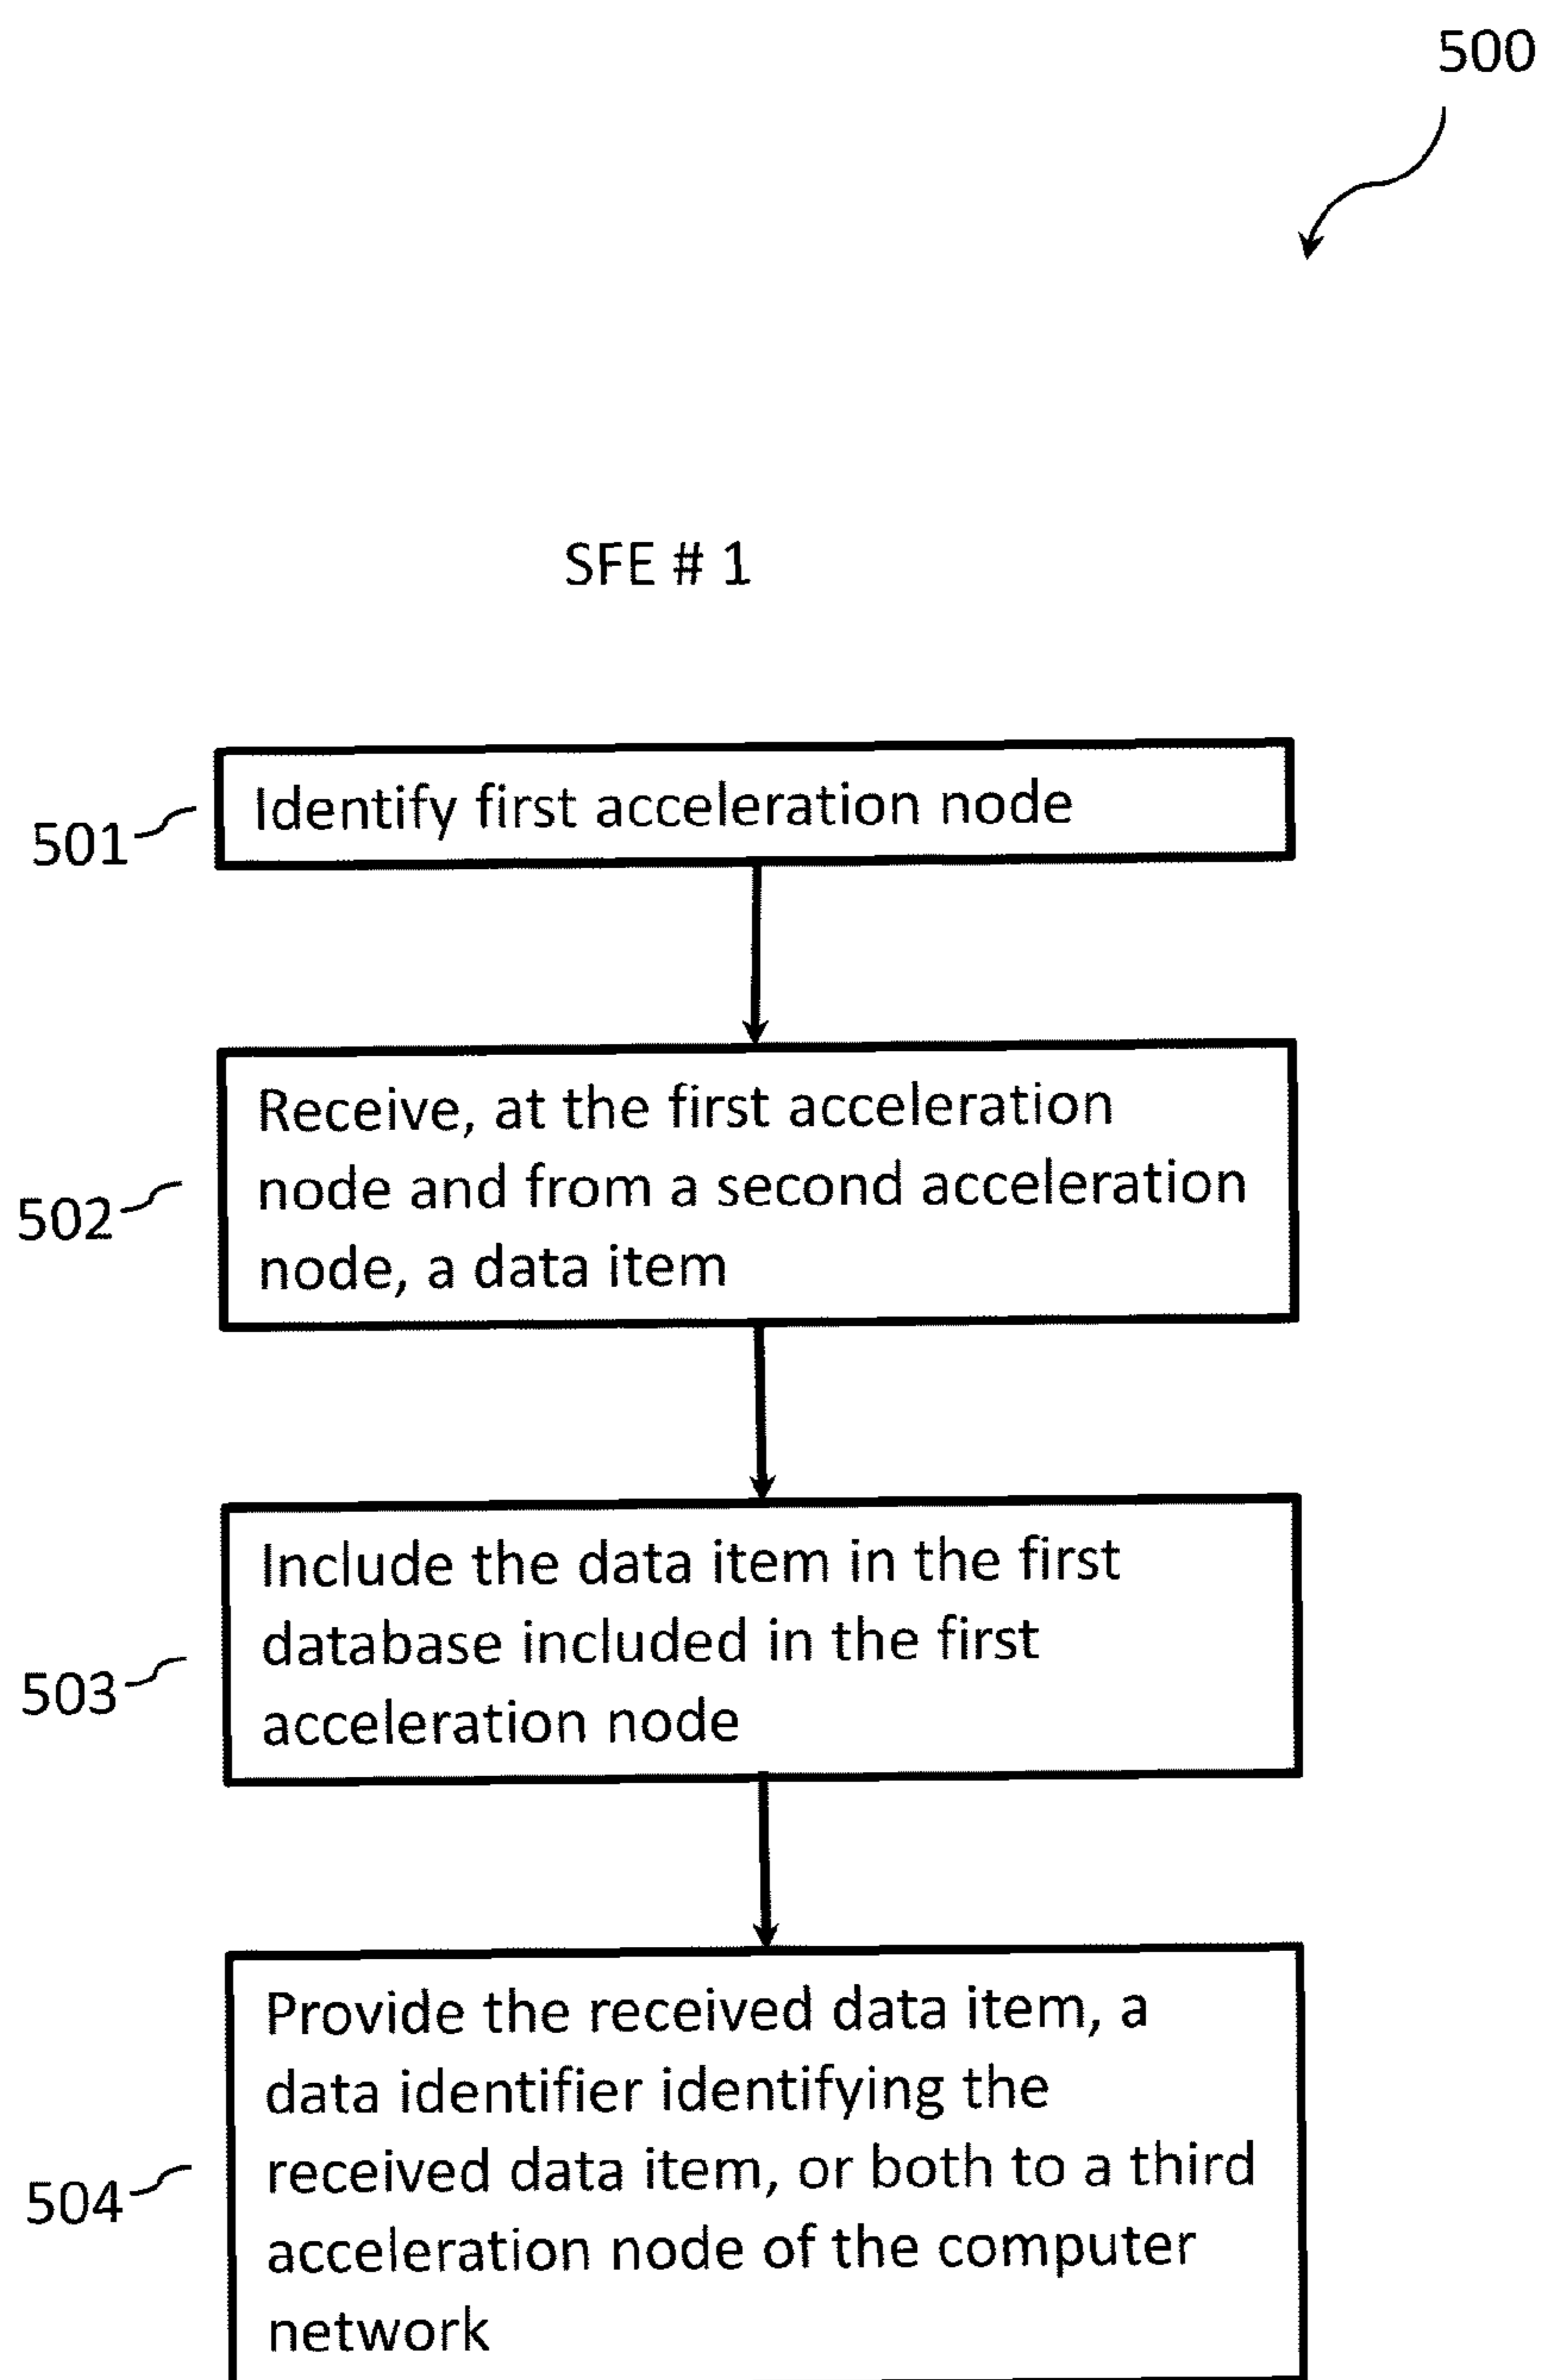 500
SFE # 1
501
Identify first acceleration node
502
Receive, at the first acceleration
node and from a second acceleration
node, a data item
503
Include the data item in the first
database included in the first
acceleration node
504
Provide the received data item, a
data identifier identifying the
received data item, or both to a third
acceleration node of the computer
network